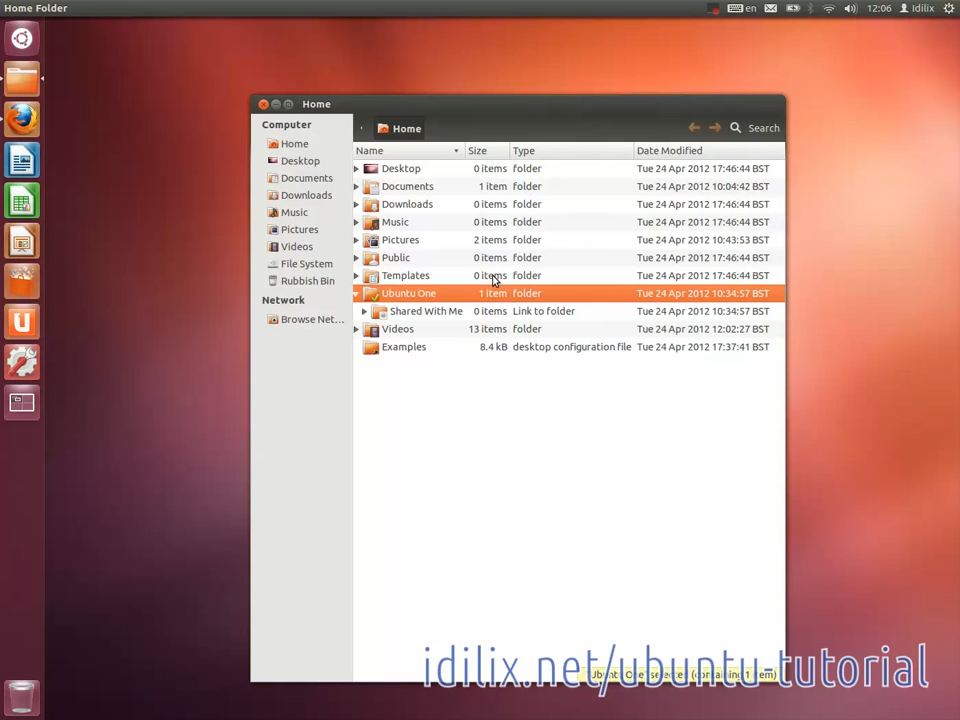 Home Folder
en 12:06 Idilix
Home
Computer
Home
Desktop
Documents
Downloads
Music
Pictures
Videos
File System
Rubbish Bin
Network
Browse Net...
Home Search
Name Size Type Date Modified
Desktop 0 items folder Tue 24 Apr 2012 17:46:44 BST
Documents 1 item folder Tue 24 Apr 2012 10:04:42 BST
Downloads 0 items folder Tue 24 Apr 2012 17:46:44 BST
Music 0 items folder Tue 24 Apr 2012 17:46:44 BST
Pictures 2 items folder Tue 24 Apr 2012 10:43:53 BST
Public 0 items folder Tue 24 Apr 2012 17:46:44 BST
Templates 0 items folder Tue 24 Apr 2012 17:46:44 BST
Ubuntu One 1 item folder Tue 24 Apr 2012 10:34:57 BST
Shared With Me 0 items Link to folder Tue 24 Apr 2012 10:34:57 BST
Videos 13 items folder Tue 24 Apr 2012 12:02:27 BST
Examples 8.4 kB desktop configuration file Tue 24 Apr 2012 17:37:41 BST
idilix.net/ubuntu-tutorial
"Ubuntu One" selected (containing 1 item)